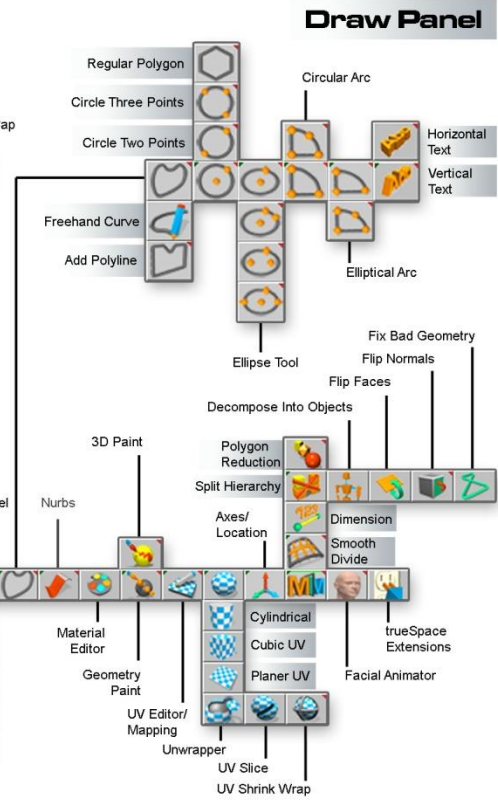 Draw Panel
Regular Polygon
Circular Arc
Circle Three Points
Circle Two Points
Horizontal
Text
Vertical
Text
Freehand Curve
Add Polyline
Elliptical Arc
Ellipse Tool
Fix Bad Geometry
Flip Normals
Flip Faces
Decompose Into Objects
3D Paint
Polygon
Reduction
Split Hierarchy
Nurbs
Axes/
Location
Dimension
Smooth
Divide
Material
Editor
Cylindrical
trueSpace
Extensions
Cubic UV
Geometry
Paint
Planer UV
Facial Animator
UV Editor/
Mapping
Unwrapper
UV Slice
UV Shrink Wrap